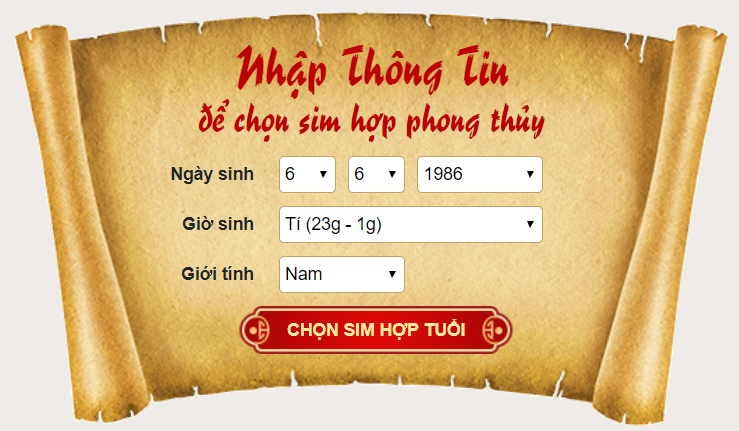 Nhập Thông Tin
để chọn sim hợp phong thủy
Ngày sinh 6 6 1986
Giờ sinh Tí (23g - 1g)
Giới tính Nam
CHỌN SIM HỢP TUỔI